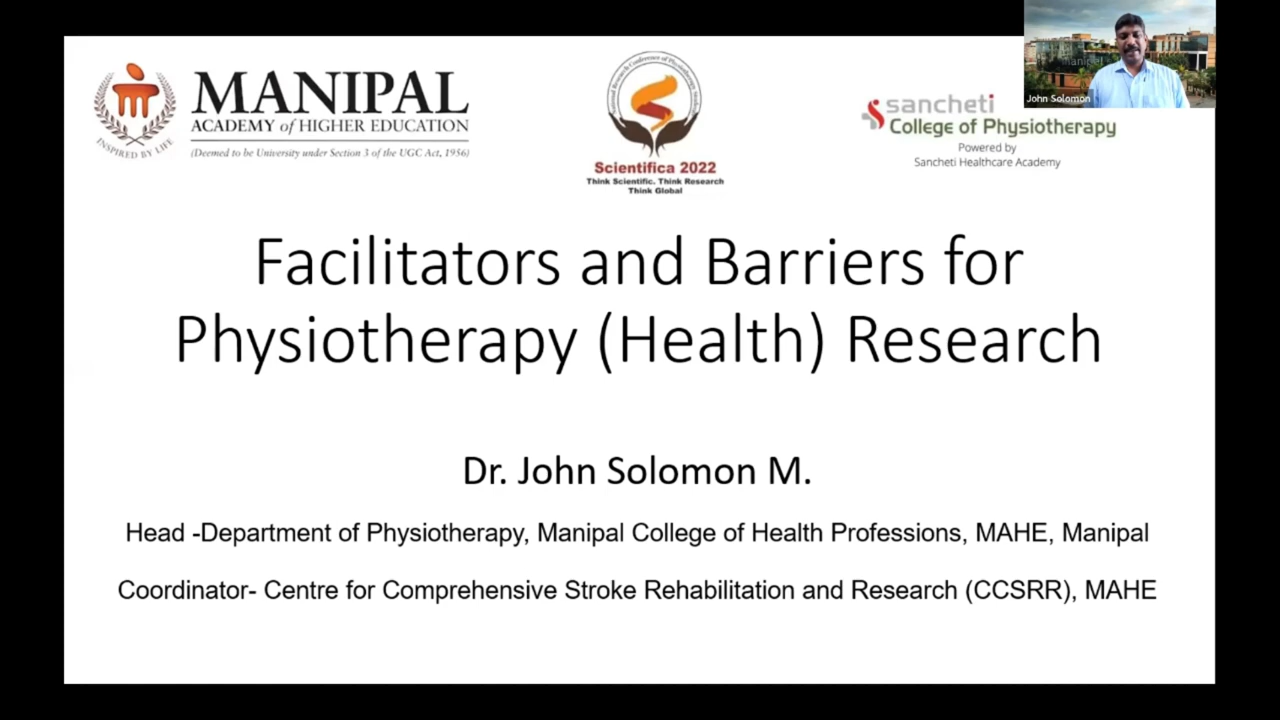 MANIPAL
ACADEMY of HIGHER EDUCATION
(Deemed to be University under Section 3 of the UGC Act, 1956)
INSPIRED BY LIFE
Scientifica 2022
Think Scientific. Think Research
Think Global
sancheti
College of Physiotherapy
Powered by
Sancheti Healthcare Academy
manipal
John Solomon
Facilitators and Barriers for
Physiotherapy (Health) Research
Dr. John Solomon M.
Head -Department of Physiotherapy, Manipal College of Health Professions, MAHE, Manipal
Coordinator- Centre for Comprehensive Stroke Rehabilitation and Research (CCSRR), MAHE